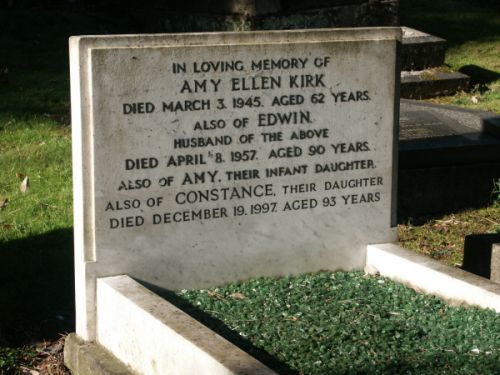 IN LOVING MEMORY OF
AMY ELLEN KIRK
DIED MARCH 3, 1945. AGED 62 YEARS.
ALSO OF EDWIN,
HUSBAND OF THE ABOVE
DIED APRIL 8, 1957. AGED 90 YEARS.
ALSO OF AMY, THEIR INFANT DAUGHTER.
ALSO OF CONSTANCE, THEIR DAUGHTER
DIED DECEMBER 19, 1997. AGED 93 YEARS